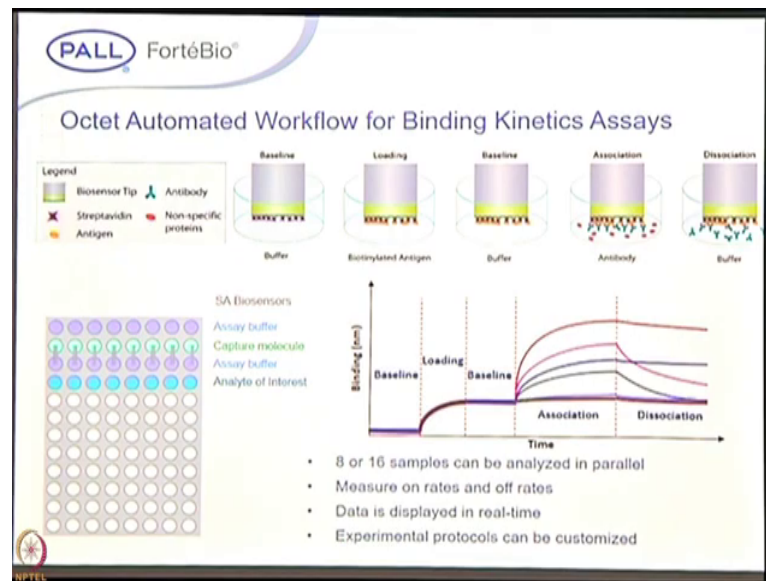 PALL FortéBio®
Octet Automated Workflow for Binding Kinetics Assays
Legend
Biosensor Tip
Antibody
Streptavidin
Non-specific proteins
Antigen
Baseline
Loading
Baseline
Association
Dissociation
Buffer
Biotinylated Antigen
Buffer
Antibody
Buffer
SA Biosensors
Assay buffer
Capture molecule
Assay buffer
Analyte of Interest
Binding (nm)
Baseline
Loading
Baseline
Association
Dissociation
Time
• 8 or 16 samples can be analyzed in parallel
• Measure on rates and off rates
• Data is displayed in real-time
• Experimental protocols can be customized
NPTEL